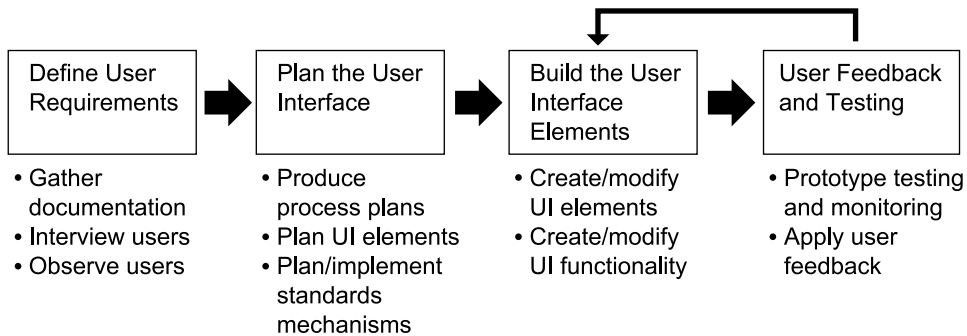 Define User
Requirements
Plan the User
Interface
Build the User
Interface
Elements
User Feedback
and Testing
• Gather
documentation
• Interview users
• Observe users
• Produce
process plans
• Plan UI elements
• Plan/implement
standards
mechanisms
• Create/modify
UI elements
• Create/modify
UI functionality
• Prototype testing
and monitoring
• Apply user
feedback